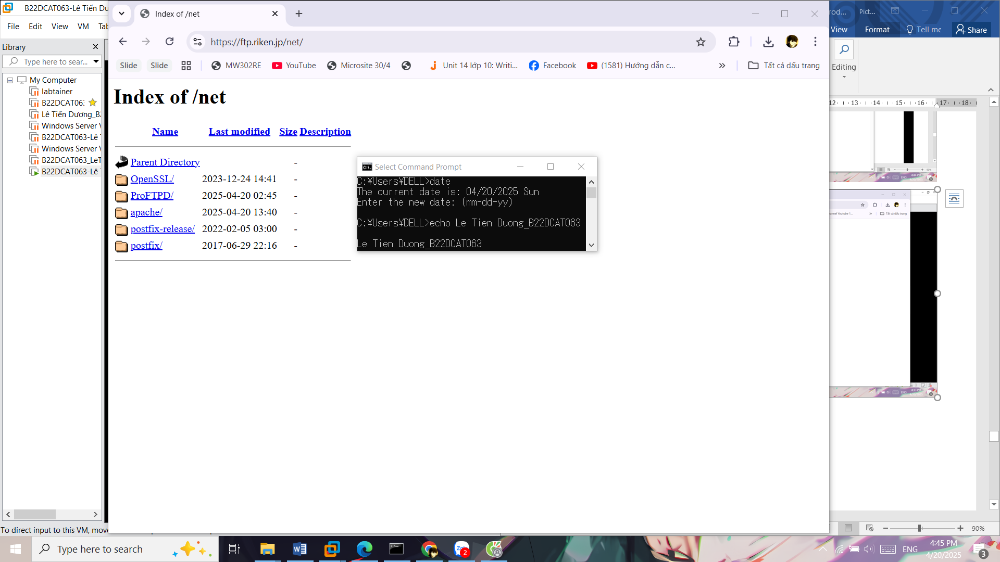 B22DCAT063-Lê Tiến Du
File Edit View VM Tab
Library
Type here to sear...
My Computer
labtainer
B22DCAT063
Lê Tiến Dương_B2
Windows Server V
B22DCAT063-Lê
Windows Server V
B22DCAT063_LeT
B22DCAT063-Lê
To direct input to this VM, move
Index of /net
https://ftp.riken.jp/net/
Slide Slide MW302RE YouTube Microsite 30/4 Unit 14 lớp 10: Writi... Facebook (1581) Hướng dẫn c... Tất cả dấu trang
Index of /net
Name Last modified Size Description
Parent Directory -
OpenSSL/ 2023-12-24 14:41 -
ProFTPD/ 2025-04-20 02:45 -
apache/ 2025-04-20 13:40 -
postfix-release/ 2022-02-05 03:00 -
postfix/ 2017-06-29 22:16 -
Select Command Prompt
C:¥Users¥DELL>date
The current date is: 04/20/2025 Sun
Enter the new date: (mm-dd-yy)
C:¥Users¥DELL>echo Le Tien Duong_B22DCAT063
Le Tien Duong_B22DCAT063
rod... Pict...
View Format Tell me Share
Editing
12 · 13 · 14 · 15 · 16 · 17 · 18
Tất cả dấu trang
90%
Type here to search
2
ENG
4:45 PM
4/20/2025
3